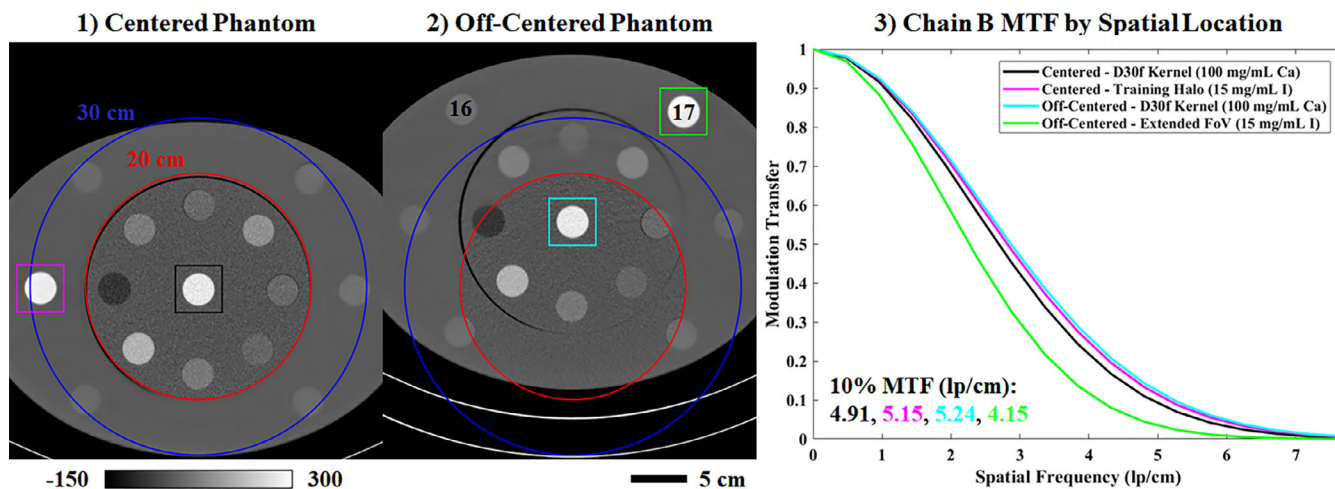 1) Centered Phantom
30 cm
20 cm
-150
300
2) Off-Centered Phantom
16
17
5 cm
3) Chain B MTF by Spatial Location
Centered - D30f Kernel (100 mg/mL Ca)
Centered - Training Halo (15 mg/mL I)
Off-Centered - D30f Kernel (100 mg/mL Ca)
Off-Centered - Extended FoV (15 mg/mL I)
Modulation Transfer
1
0.9
0.8
0.7
0.6
0.5
0.4
0.3
0.2
0.1
0
10% MTF (lp/cm):
4.91, 5.15, 5.24, 4.15
0 1 2 3 4 5 6 7
Spatial Frequency (lp/cm)